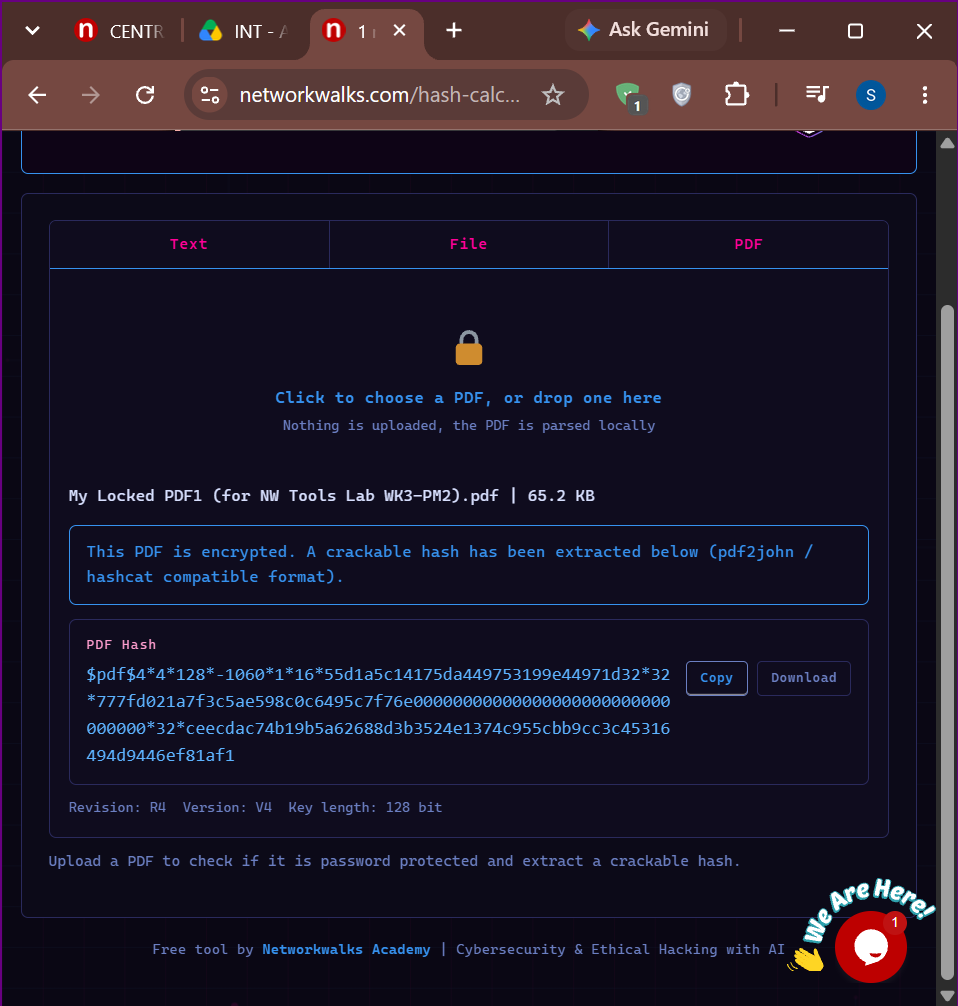 CENTR
INT - A
1
Ask Gemini
networkwalks.com/hash-calc...
1
S
Text
File
PDF
Click to choose a PDF, or drop one here
Nothing is uploaded, the PDF is parsed locally
My Locked PDF1 (for NW Tools Lab WK3-PM2).pdf | 65.2 KB
This PDF is encrypted. A crackable hash has been extracted below (pdf2john /
hashcat compatible format).
PDF Hash
$pdf$4*4*128*-1060*1*16*55d1a5c14175da449753199e44971d32*32
*777fd021a7f3c5ae598c0c6495c7f76e00000000000000000000000000
000000*32*ceecdac74b19b5a62688d3b3524e1374c955cbb9cc3c45316
494d9446ef81af1
Copy
Download
Revision: R4 Version: V4 Key length: 128 bit
Upload a PDF to check if it is password protected and extract a crackable hash.
We Are Here!
1
Free tool by Networkwalks Academy | Cybersecurity & Ethical Hacking with AI